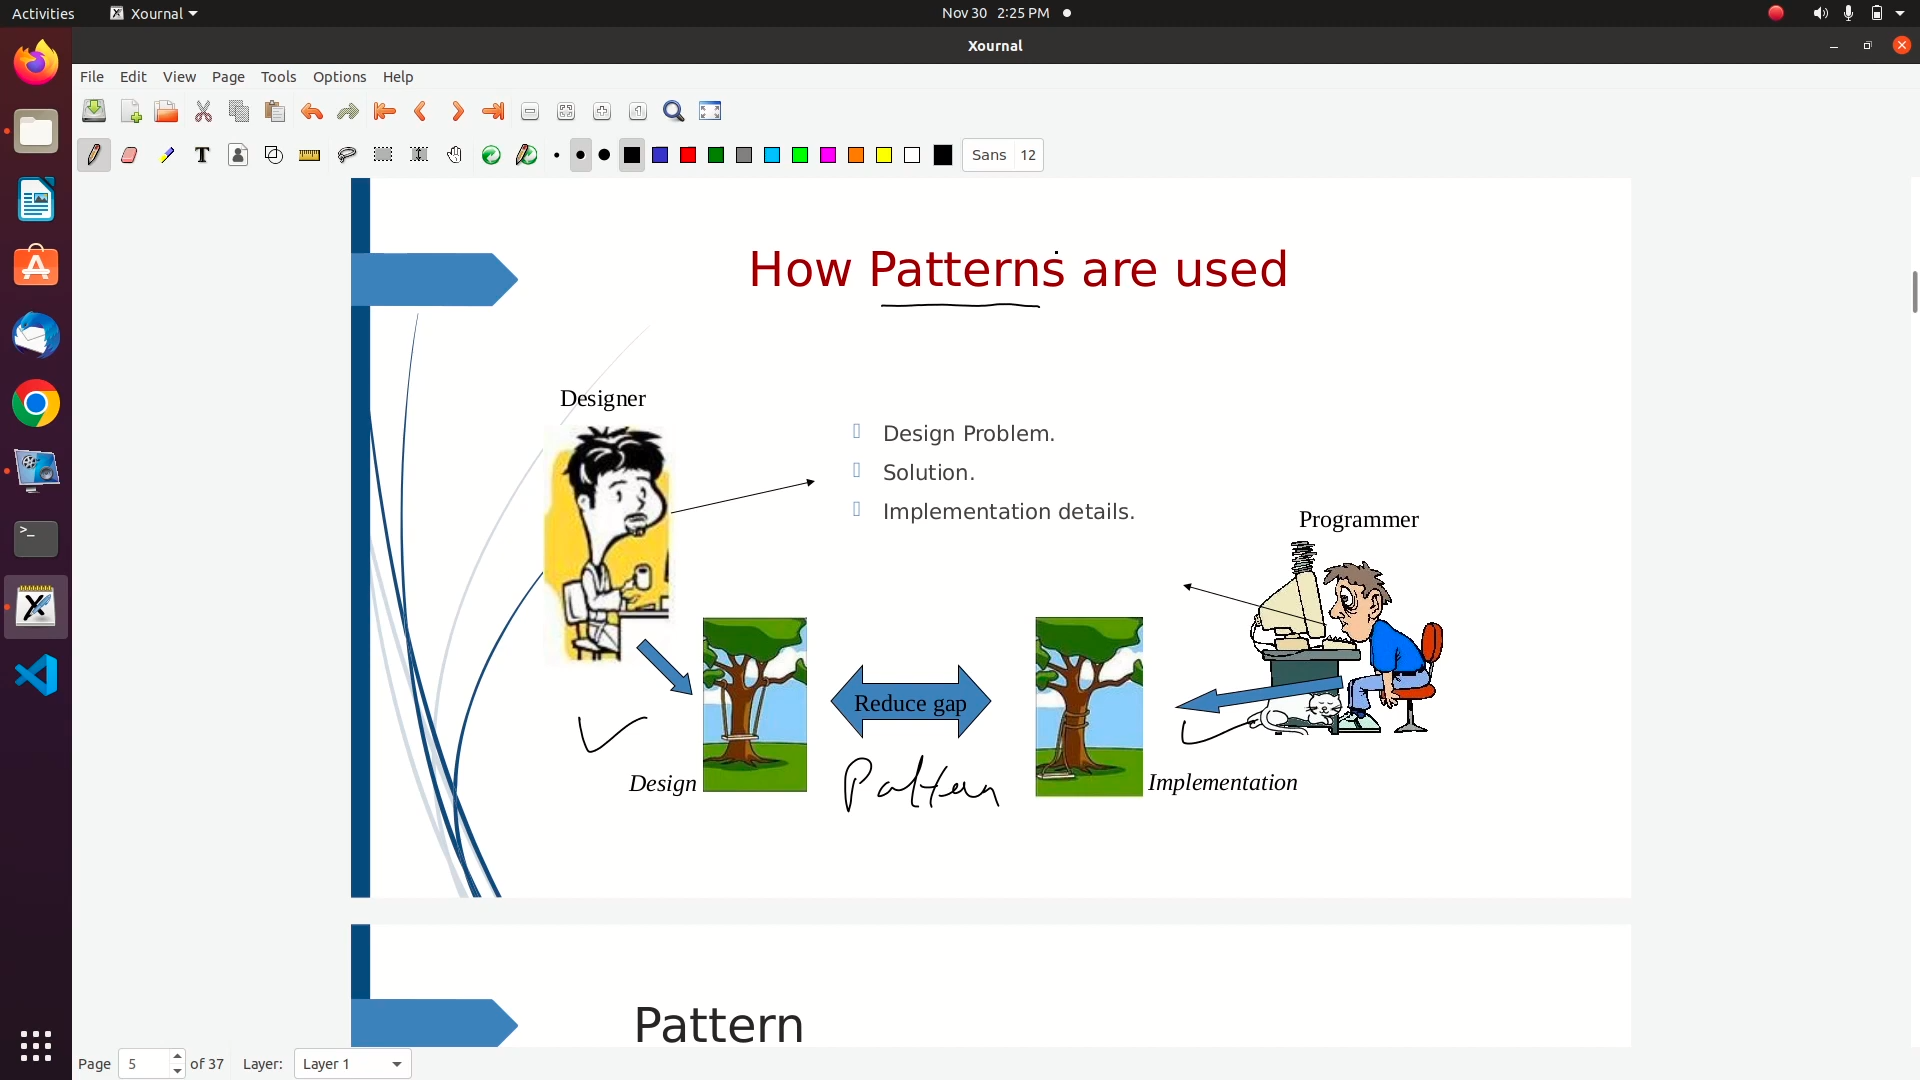 Activities Xournal Nov 30 2:25 PM
Xournal
File Edit View Page Tools Options Help
T Sans 12
How Patterns are used
Designer
Design Problem.
Solution.
Implementation details.
Programmer
Reduce gap
Design Pattern Implementation
Pattern
Page 5 of 37 Layer: Layer 1